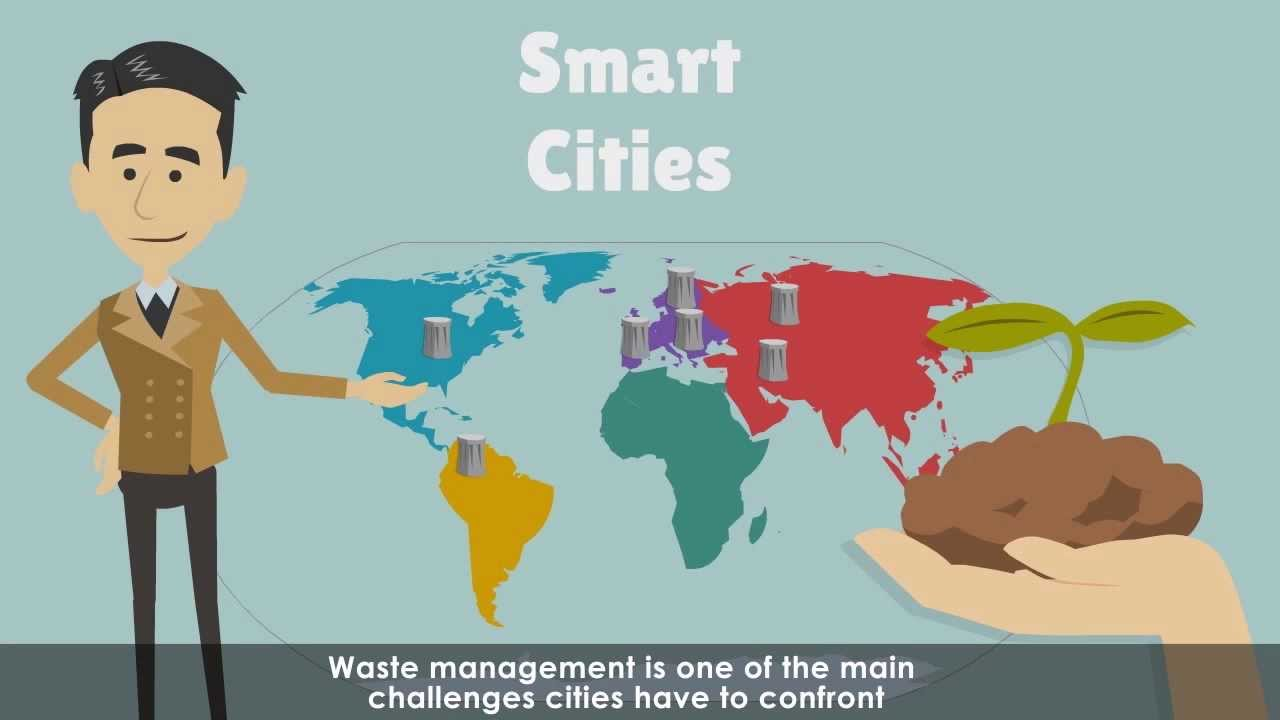 Smart
Cities
Waste management is one of the main
challenges cities have to confront